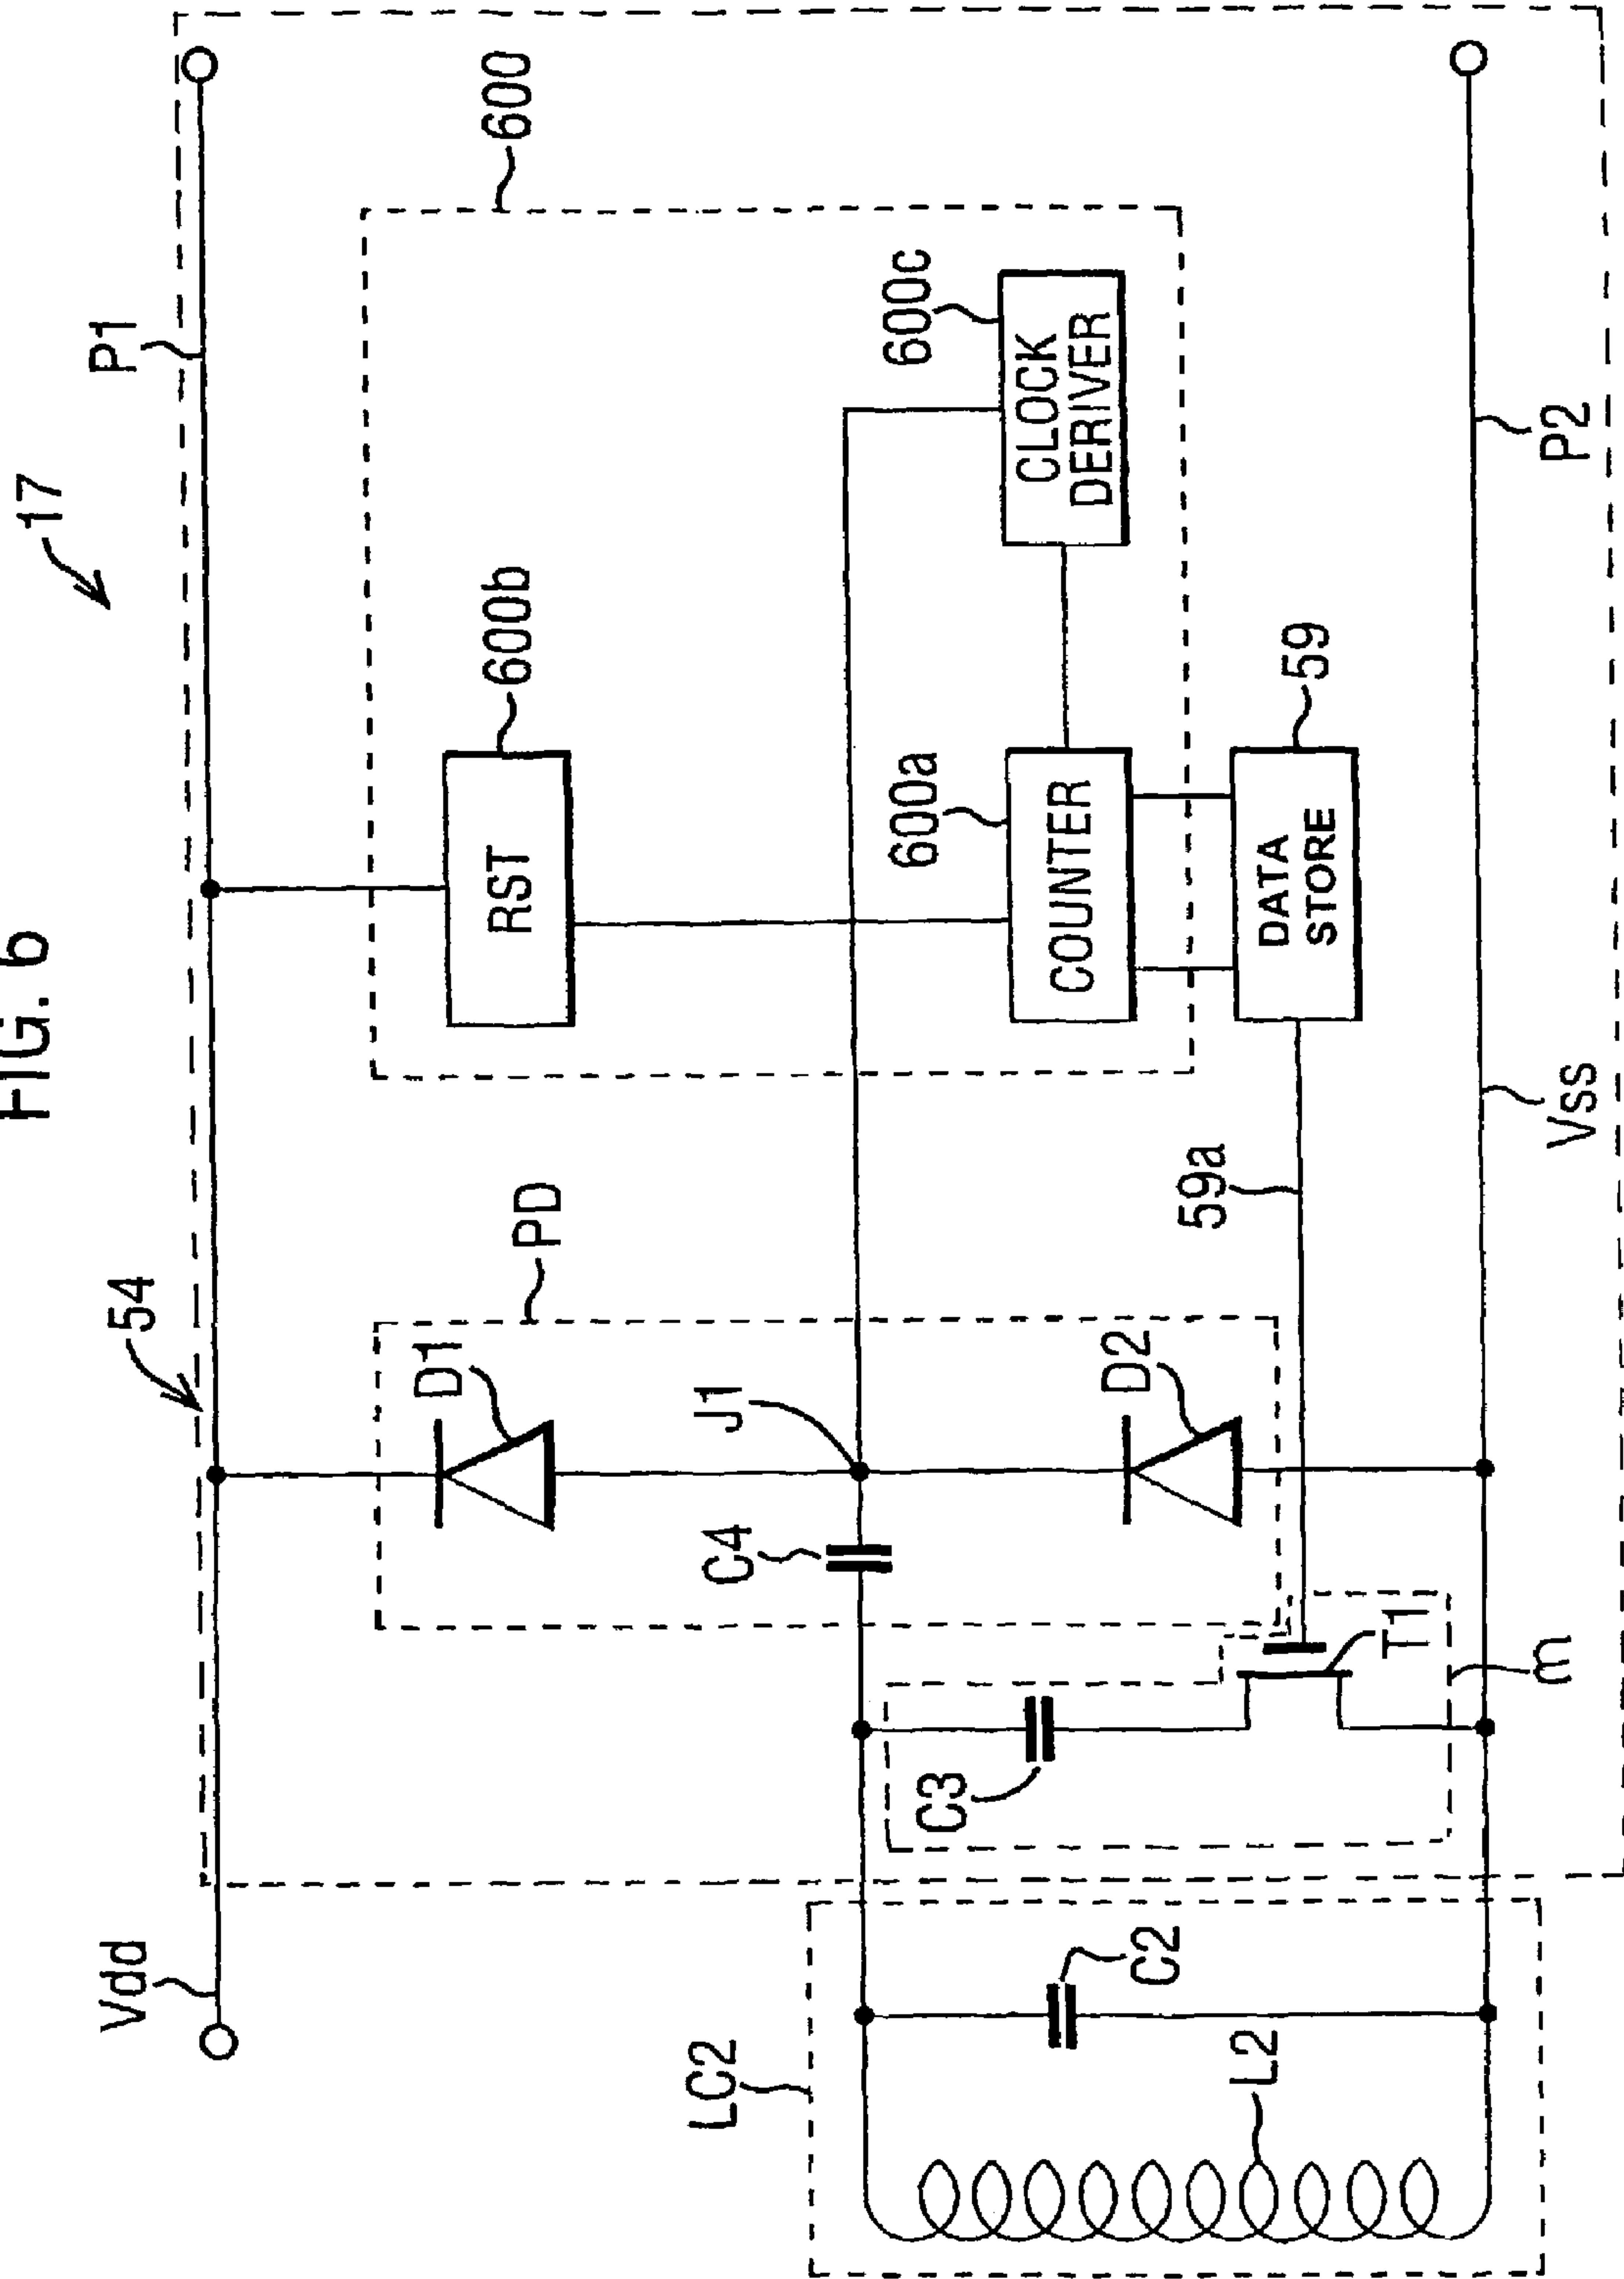 FIG. 6
17
54
Vdd
P1
PD
D1
600b
RST
600
J1
C4
LC2
600a
COUNTER
600c
CLOCK
DERIVER
C3
C2
D2
L2
59a
DATA
STORE
59
T1
m
Vss
P2